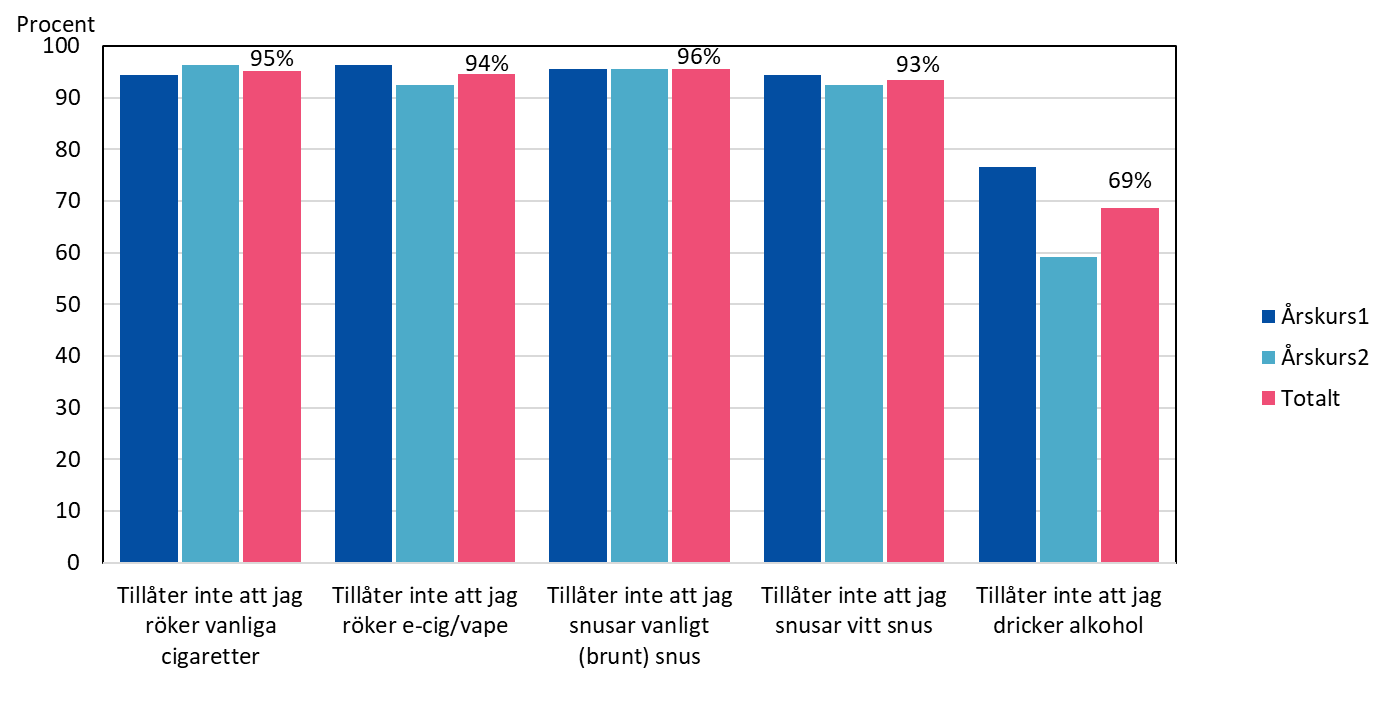 Procent
100
90
80
70
60
50
40
30
20
10
0
95%
94%
96%
93%
69%
Tillåter inte att jag
röker vanliga
cigaretter
Tillåter inte att jag
röker e-cig/vape
Tillåter inte att jag
snusar vanligt
(brunt) snus
Tillåter inte att jag
snusar vitt snus
Tillåter inte att jag
dricker alkohol
Årskurs1
Årskurs2
Totalt